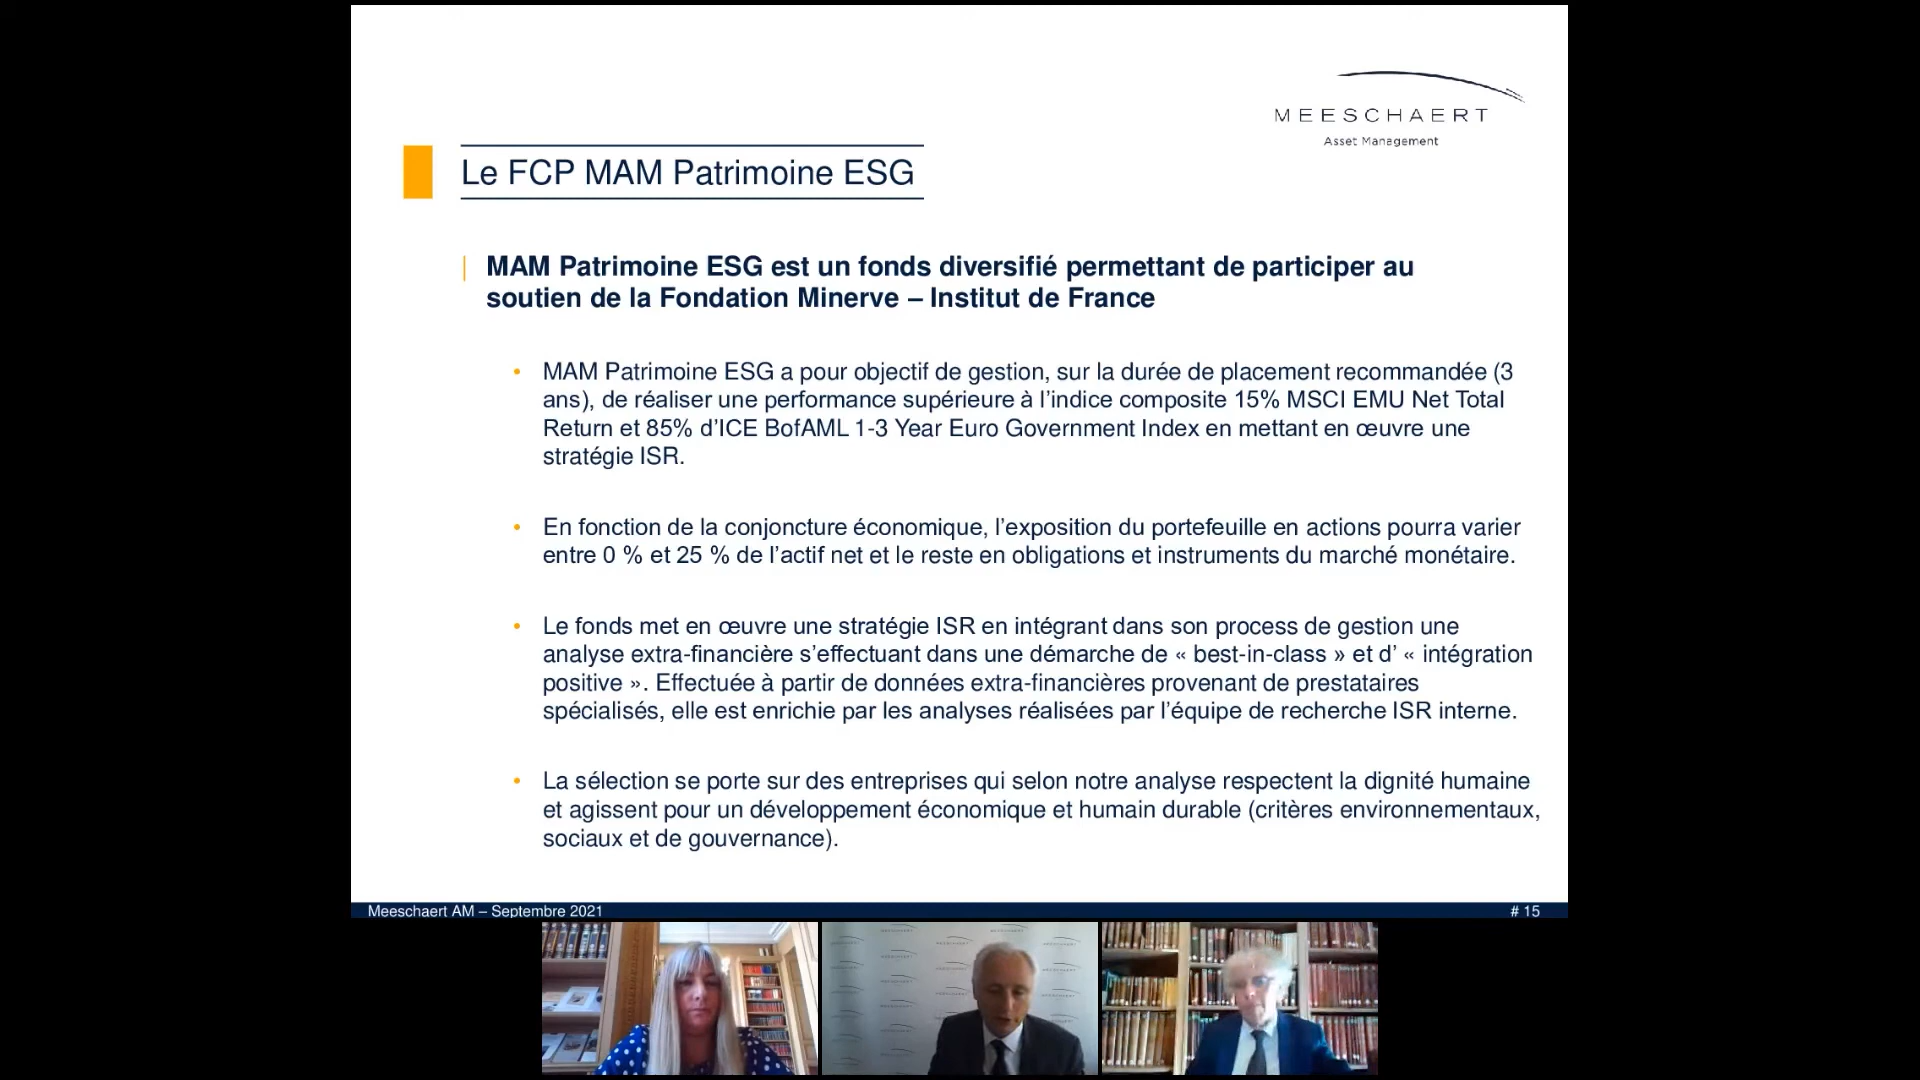 MEESCHAERT
Asset Management
Le FCP MAM Patrimoine ESG
MAM Patrimoine ESG est un fonds diversifié permettant de participer au
soutien de la Fondation Minerve – Institut de France
• MAM Patrimoine ESG a pour objectif de gestion, sur la durée de placement recommandée (3
ans), de réaliser une performance supérieure à l’indice composite 15% MSCI EMU Net Total
Return et 85% d’ICE BofAML 1-3 Year Euro Government Index en mettant en œuvre une
stratégie ISR.
• En fonction de la conjoncture économique, l’exposition du portefeuille en actions pourra varier
entre 0 % et 25 % de l’actif net et le reste en obligations et instruments du marché monétaire.
• Le fonds met en œuvre une stratégie ISR en intégrant dans son process de gestion une
analyse extra-financière s’effectuant dans une démarche de « best-in-class » et d’ « intégration
positive ». Effectuée à partir de données extra-financières provenant de prestataires
spécialisés, elle est enrichie par les analyses réalisées par l’équipe de recherche ISR interne.
• La sélection se porte sur des entreprises qui selon notre analyse respectent la dignité humaine
et agissent pour un développement économique et humain durable (critères environnementaux,
sociaux et de gouvernance).
Meeschaert AM – Septembre 2021
# 15